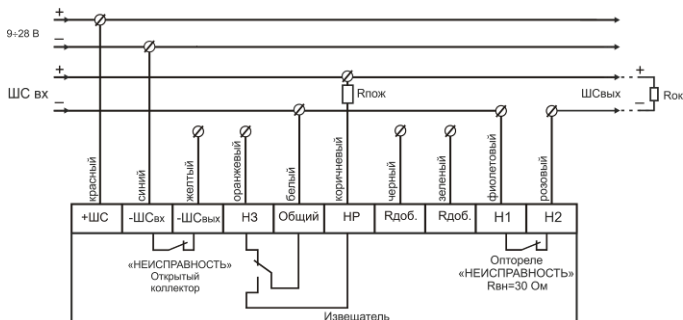 +
9÷28 В
−
+
+
ШС вх
Rпож
ШСвых
Rок
−
−
красный
синий
желтый
оранжевый
белый
коричневый
черный
зеленый
фиолетовый
розовый
+ШС
-ШСвх
-ШСвых
НЗ
Общий
НР
Rдоб.
Rдоб.
Н1
Н2
«НЕИСПРАВНОСТЬ»
Открытый
коллектор
Оптореле
«НЕИСПРАВНОСТЬ»
Rвн=30 Ом
Извещатель